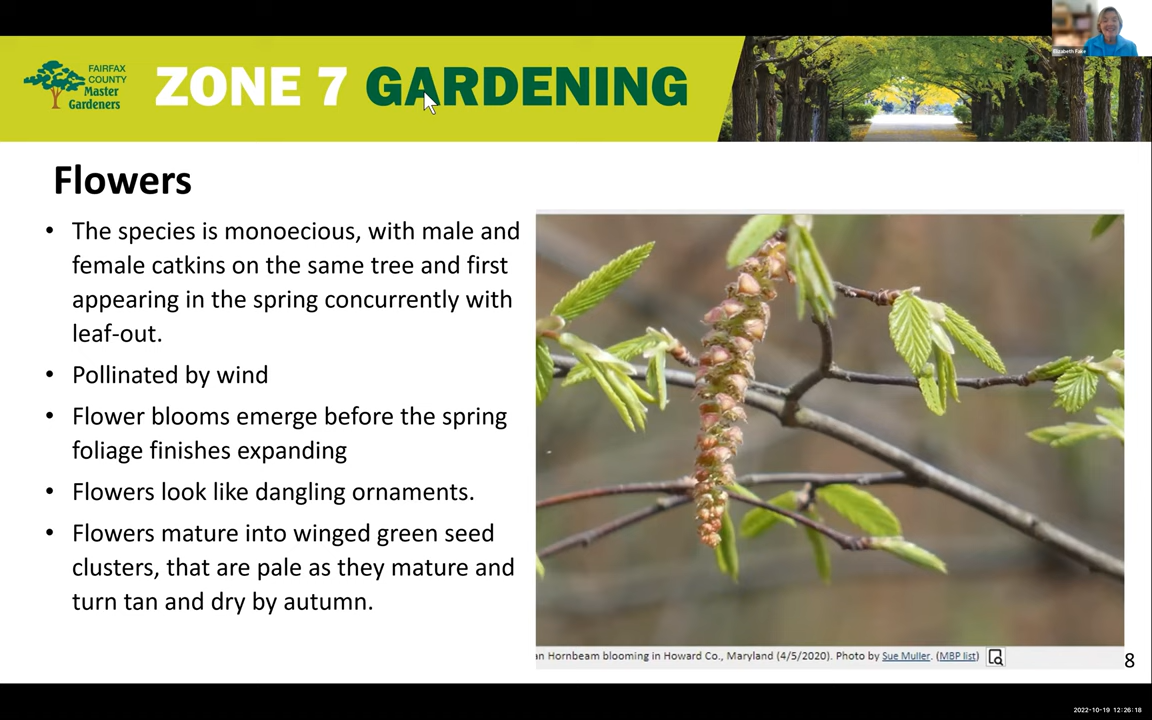 Elizabeth Fake
FAIRFAX
COUNTY
Master
Gardeners
ZONE 7 GARDENING
Flowers
• The species is monoecious, with male and
female catkins on the same tree and first
appearing in the spring concurrently with
leaf-out.
• Pollinated by wind
• Flower blooms emerge before the spring
foliage finishes expanding
• Flowers look like dangling ornaments.
• Flowers mature into winged green seed
clusters, that are pale as they mature and
turn tan and dry by autumn.
an Hornbeam blooming in Howard Co., Maryland (4/5/2020). Photo by Sue Muller. (MBP list)
8
2022-10-19 12:26:18